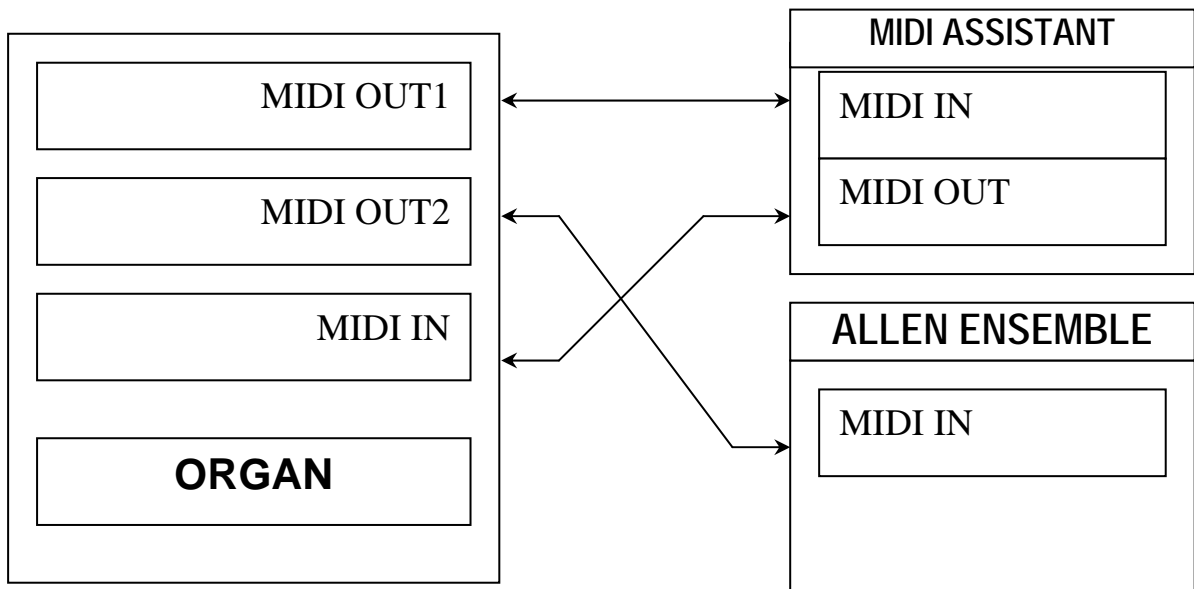 MIDI OUT1
MIDI OUT2
MIDI IN
ORGAN
MIDI ASSISTANT
MIDI IN
MIDI OUT
ALLEN ENSEMBLE
MIDI IN